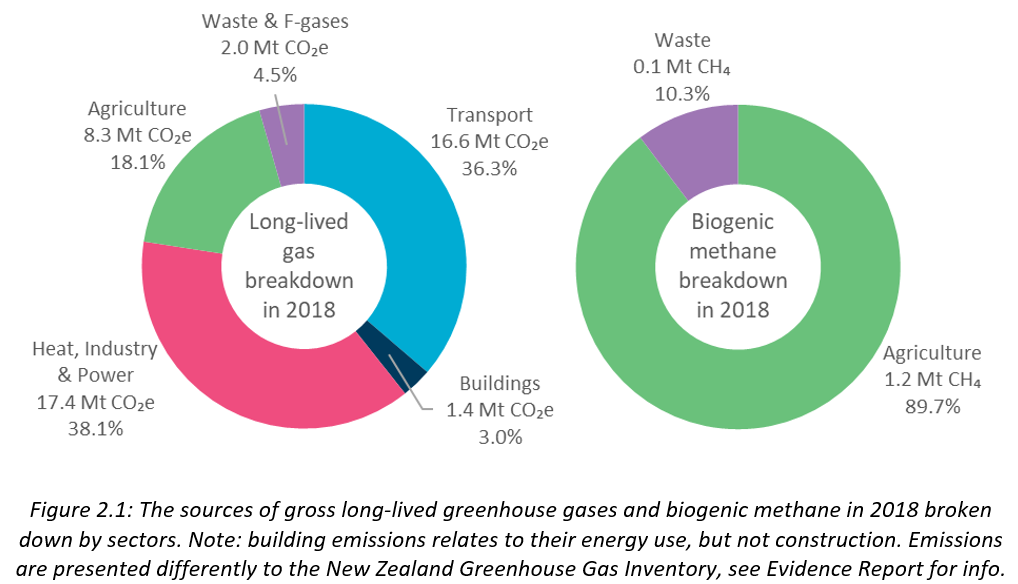 Waste & F-gases
2.0 Mt CO₂e
4.5%
Agriculture
8.3 Mt CO₂e
18.1%
Transport
16.6 Mt CO₂e
36.3%
Long-lived
gas
breakdown
in 2018
Heat, Industry
& Power
17.4 Mt CO₂e
38.1%
Buildings
1.4 Mt CO₂e
3.0%
Waste
0.1 Mt CH₄
10.3%
Biogenic
methane
breakdown
in 2018
Agriculture
1.2 Mt CH₄
89.7%
Figure 2.1: The sources of gross long-lived greenhouse gases and biogenic methane in 2018 broken
down by sectors. Note: building emissions relates to their energy use, but not construction. Emissions
are presented differently to the New Zealand Greenhouse Gas Inventory, see Evidence Report for info.